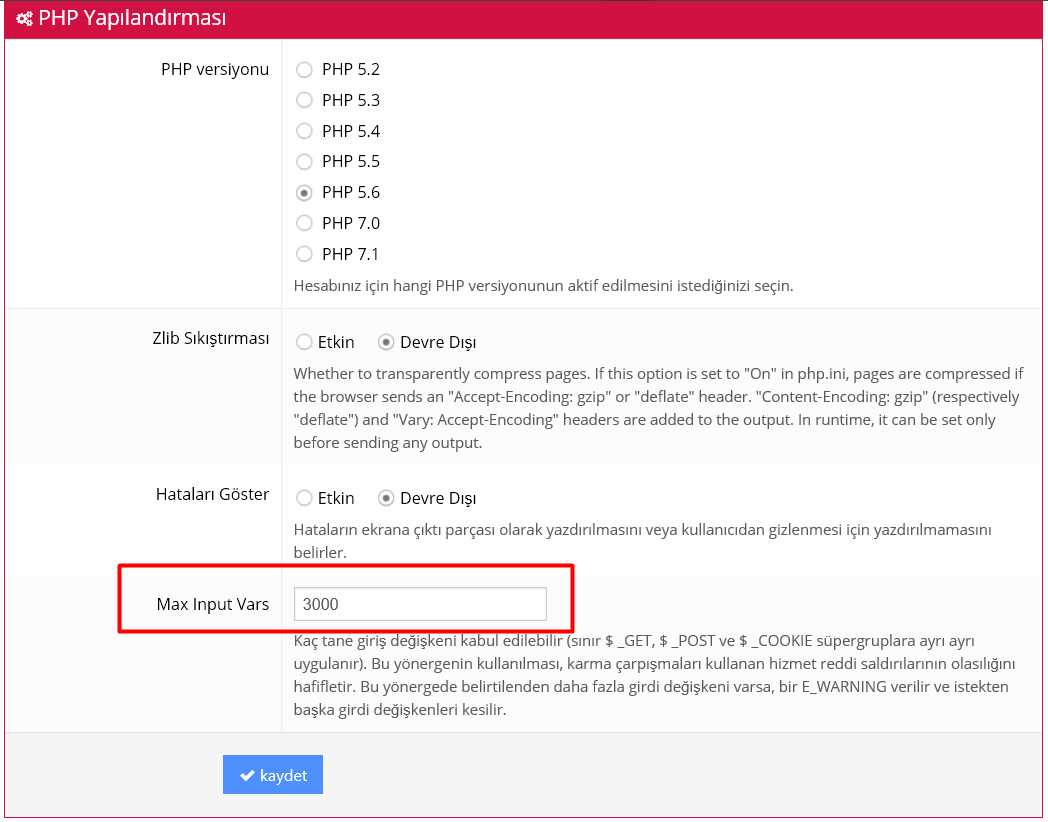 PHP Yapılandırması
PHP versiyonu
PHP 5.2
PHP 5.3
PHP 5.4
PHP 5.5
PHP 5.6
PHP 7.0
PHP 7.1
Hesabınız için hangi PHP versiyonunun aktif edilmesini istediğinizi seçin.
Zlib Sıkıştırması
Etkin Devre Dışı
Whether to transparently compress pages. If this option is set to "On" in php.ini, pages are compressed if
the browser sends an "Accept-Encoding: gzip" or "deflate" header. "Content-Encoding: gzip" (respectively
"deflate") and "Vary: Accept-Encoding" headers are added to the output. In runtime, it can be set only
before sending any output.
Hataları Göster
Etkin Devre Dışı
Hataların ekrana çıktı parçası olarak yazdırılmasını veya kullanıcıdan gizlenmesi için yazdırılmamasını
belirler.
Max Input Vars
3000
Kaç tane giriş değişkeni kabul edilebilir (sınır $ _GET, $ _POST ve $ _COOKIE süpergruplara ayrı ayrı
uygulanır). Bu yönergenin kullanılması, karma çarpışmaları kullanan hizmet reddi saldırılarının olasılığını
hafifletir. Bu yönergede belirtilenden daha fazla girdi değişkeni varsa, bir E_WARNING verilir ve istekten
başka girdi değişkenleri kesilir.
kaydet